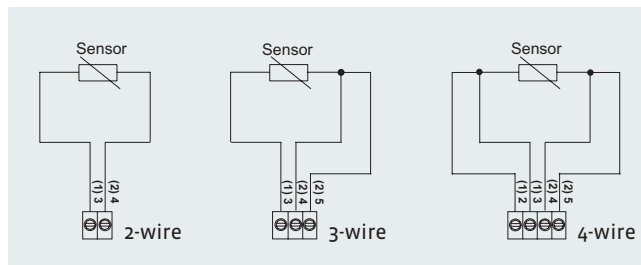 Sensor
(1) 3
(2) 4
2-wire
Sensor
(1) 3
(2) 4
(2) 5
3-wire
Sensor
(1) 2
(1) 3
(2) 4
(2) 5
4-wire